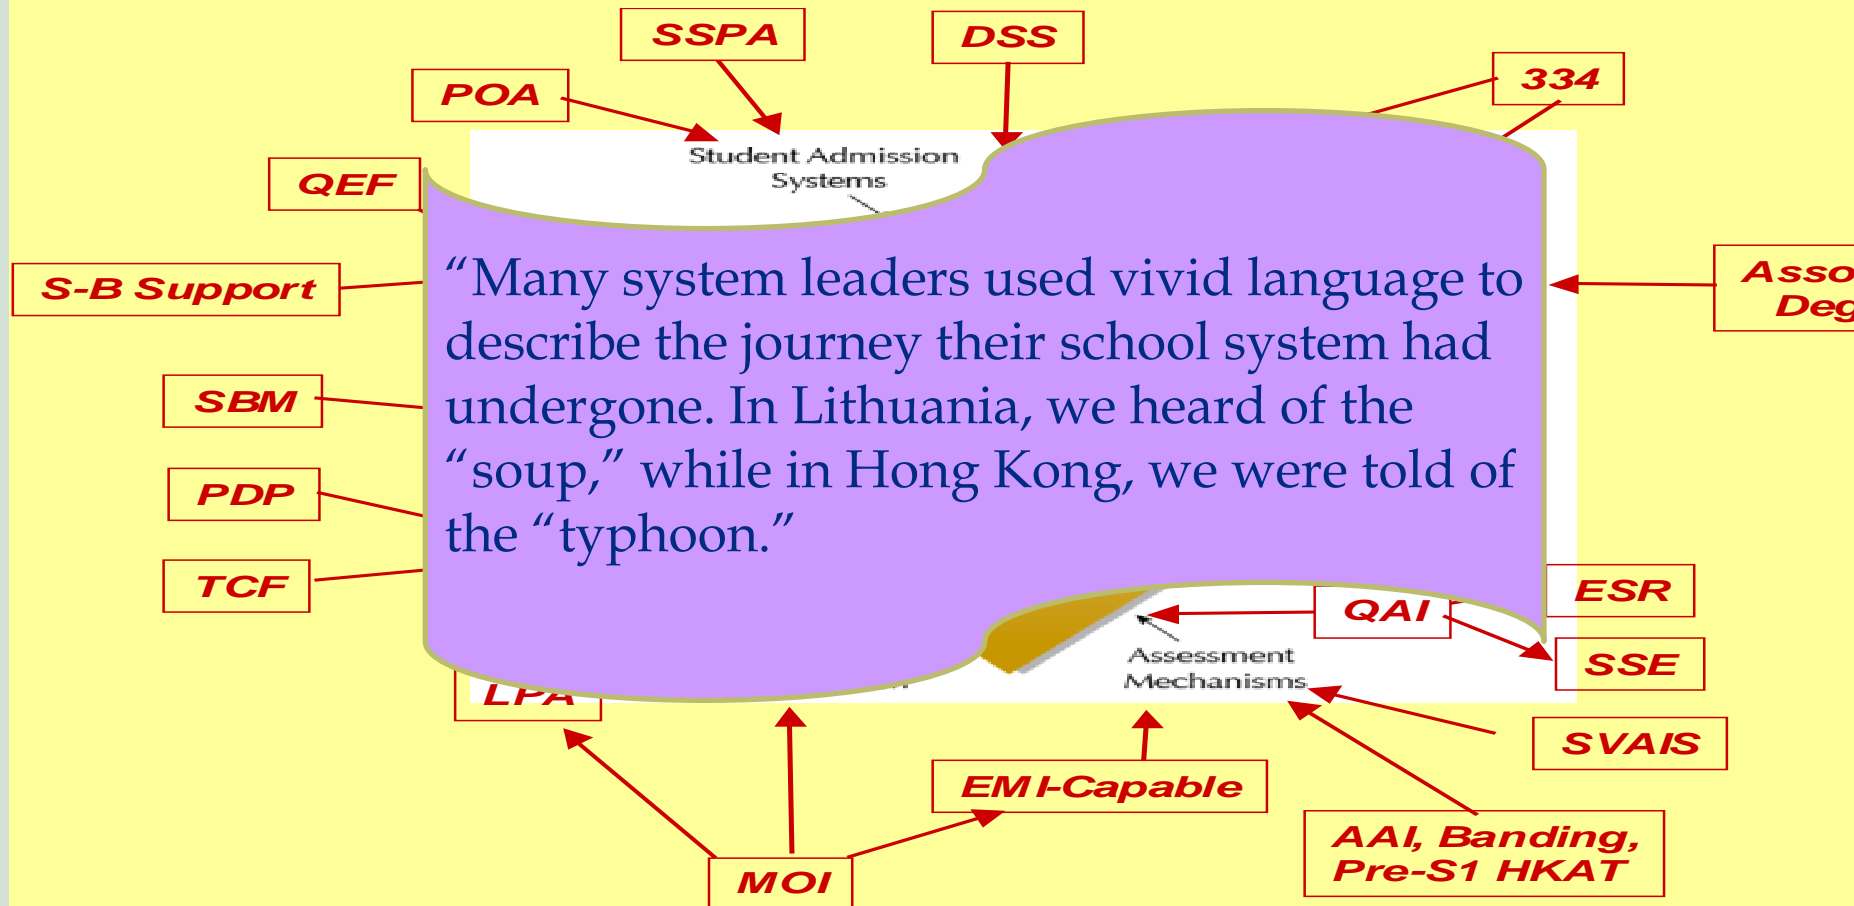 SSPA
DSS
POA
334
Student Admission
Systems
QEF
S-B Support
“Many system leaders used vivid language to
describe the journey their school system had
undergone. In Lithuania, we heard of the
“soup,” while in Hong Kong, we were told of
the “typhoon.”
SBM
PDP
TCF
QAI
ESR
SSE
Assessment
Mechanisms
LPA
SVAIS
EMI-Capable
AAI, Banding,
Pre-S1 HKAT
MOI